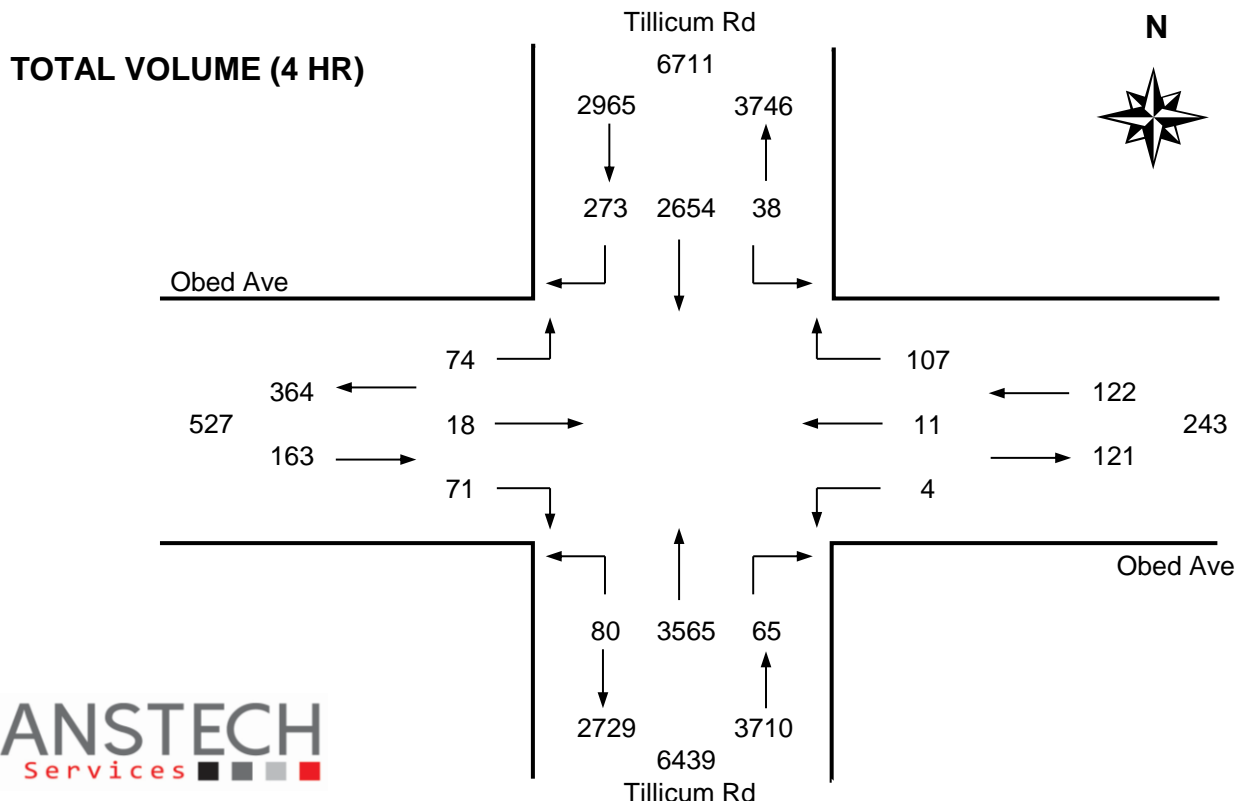 Tillicum Rd
N
TOTAL VOLUME (4 HR)
6711
2965 3746
273 2654 38
Obed Ave
74 107
364 122
527 18 11 243
163 121
71 4
Obed Ave
80 3565 65
2729 3710
6439
Tillicum Rd
ANSTECH
Services